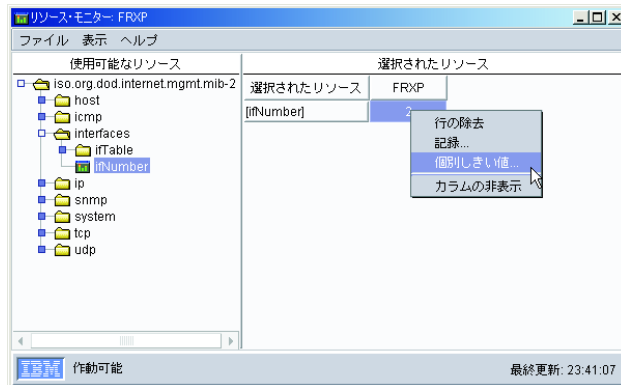 リソース・モニター: FRXP
ファイル 表示 ヘルプ
使用可能なリソース
選択されたリソース
iso.org.dod.internet.mgmt.mib-2
host
icmp
interfaces
ifTable
ifNumber
ip
snmp
system
tcp
udp
選択されたリソース FRXP
[ifNumber] 2
行の除去
記録...
個別しきい値...
カラムの非表示
IBM 作動可能
最終更新: 23:41:07